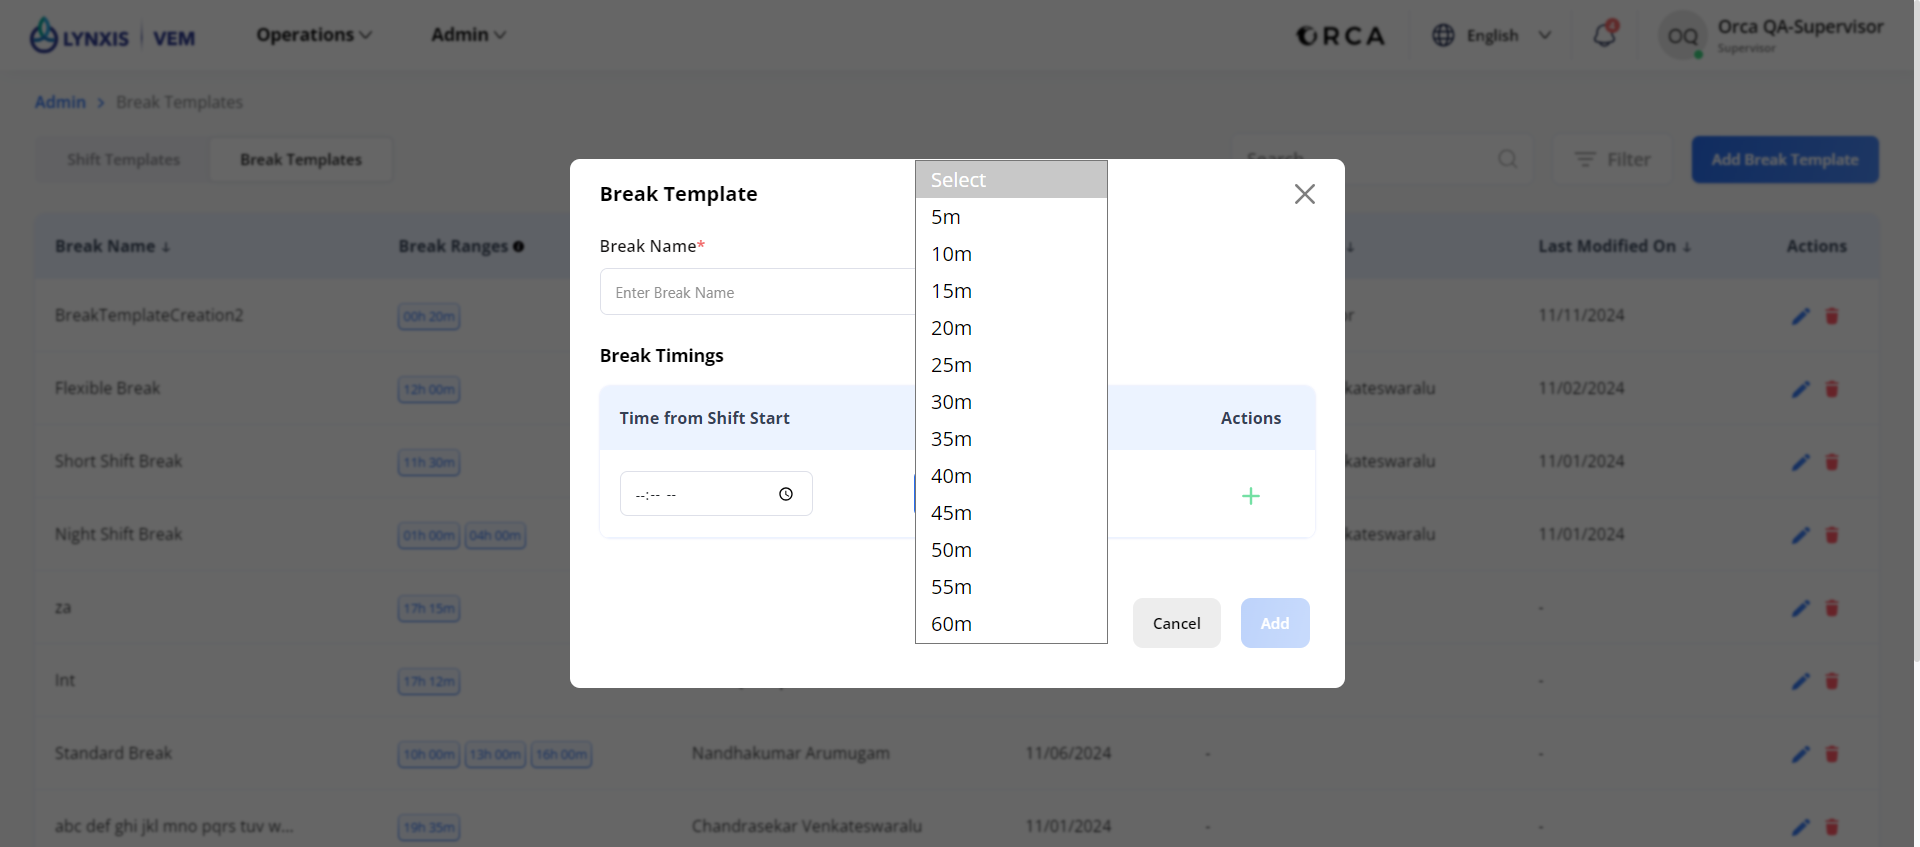 LYNXIS | VEM
Operations
Admin
ORCA
English
4
OQ
Orca QA-Supervisor
Supervisor
Admin > Break Templates
Shift Templates
Break Templates
Search
Filter
Add Break Template
Break Name ↓
Break Ranges
Last Modified On ↓
Actions
BreakTemplateCreation2
00h 20m
11/11/2024
Flexible Break
12h 00m
kateswaralu
11/02/2024
Short Shift Break
11h 30m
kateswaralu
11/01/2024
Night Shift Break
01h 00m
04h 00m
kateswaralu
11/01/2024
za
17h 15m
-
Int
17h 12m
-
Standard Break
10h 00m
13h 00m
16h 00m
Nandhakumar Arumugam
11/06/2024
-
-
abc def ghi jkl mno pqrs tuv w...
19h 35m
Chandrasekar Venkateswaralu
11/01/2024
-
-
Break Template
Break Name*
Enter Break Name
Break Timings
Time from Shift Start
Actions
--:-- --
Select
5m
10m
15m
20m
25m
30m
35m
40m
45m
50m
55m
60m
Cancel
Add